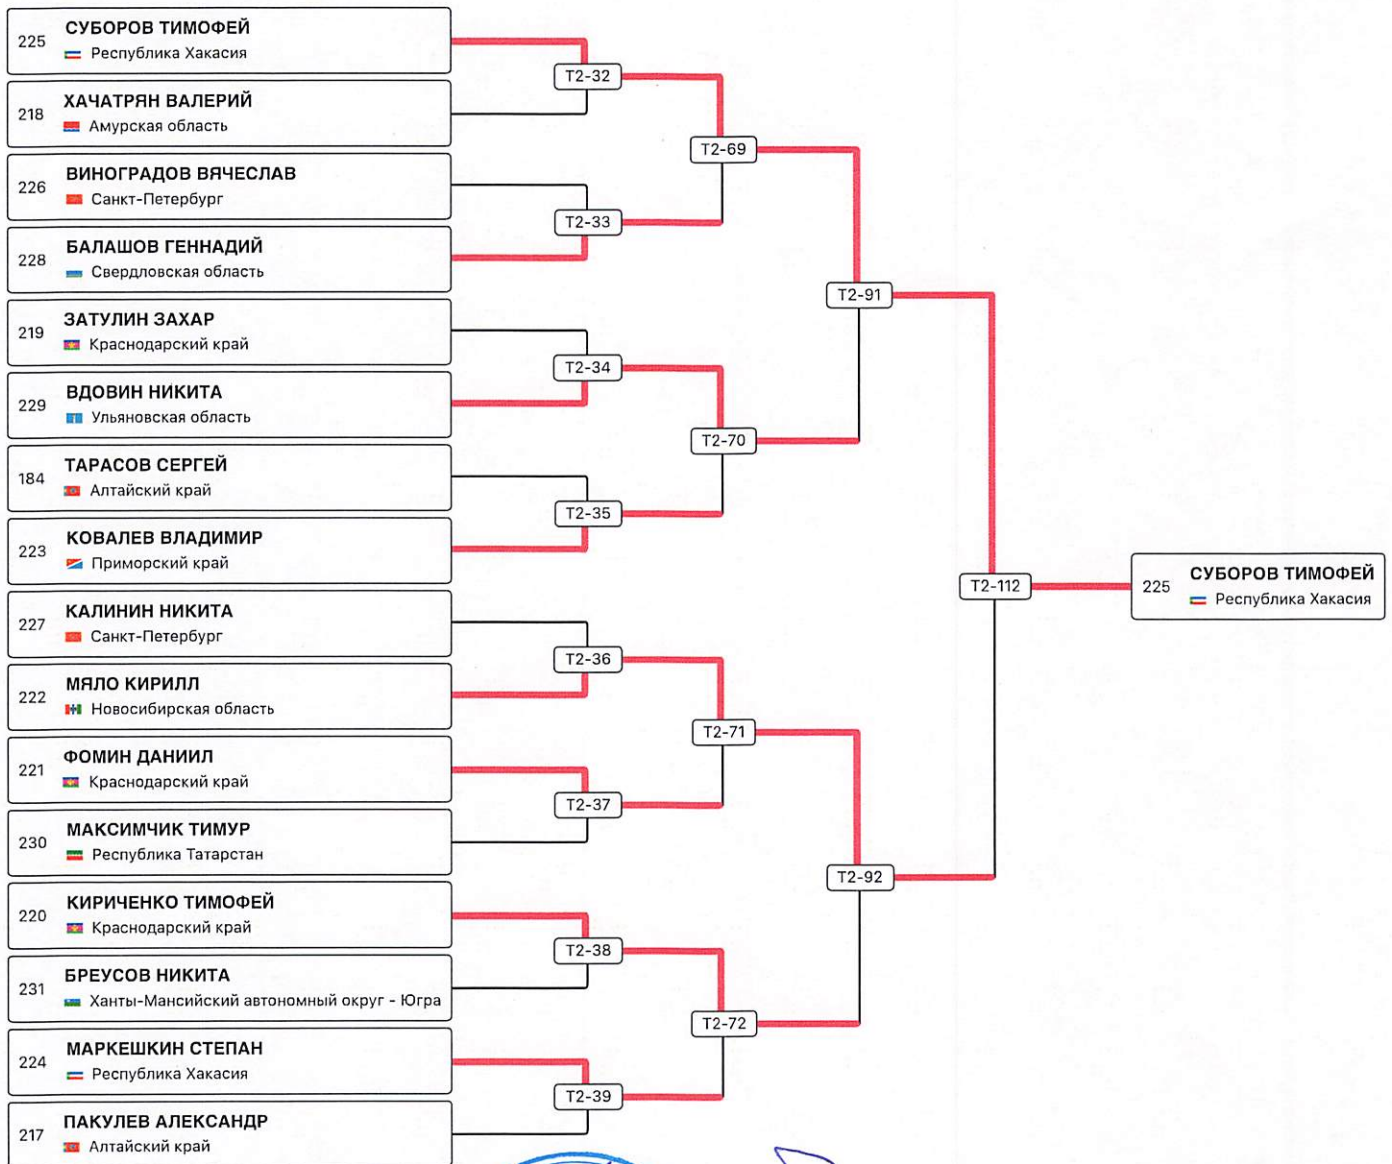 225 СУБОРОВ ТИМОФЕЙ
Республика Хакасия
T2-32
218 ХАЧАТРЯН ВАЛЕРИЙ
Амурская область
T2-69
226 ВИНОГРАДОВ ВЯЧЕСЛАВ
Санкт-Петербург
T2-33
228 БАЛАШОВ ГЕННАДИЙ
Свердловская область
T2-91
219 ЗАТУЛИН ЗАХАР
Краснодарский край
T2-34
229 ВДОВИН НИКИТА
Ульяновская область
T2-70
184 ТАРАСОВ СЕРГЕЙ
Алтайский край
T2-35
223 КОВАЛЕВ ВЛАДИМИР
Приморский край
T2-112
225 СУБОРОВ ТИМОФЕЙ
Республика Хакасия
227 КАЛИНИН НИКИТА
Санкт-Петербург
T2-36
222 МЯЛО КИРИЛЛ
Новосибирская область
T2-71
221 ФОМИН ДАНИИЛ
Краснодарский край
T2-37
230 МАКСИМЧИК ТИМУР
Республика Татарстан
T2-92
220 КИРИЧЕНКО ТИМОФЕЙ
Краснодарский край
T2-38
231 БРЕУСОВ НИКИТА
Ханты-Мансийский автономный округ - Югра
T2-72
224 МАРКЕШКИН СТЕПАН
Республика Хакасия
T2-39
217 ПАКУЛЕВ АЛЕКСАНДР
Алтайский край